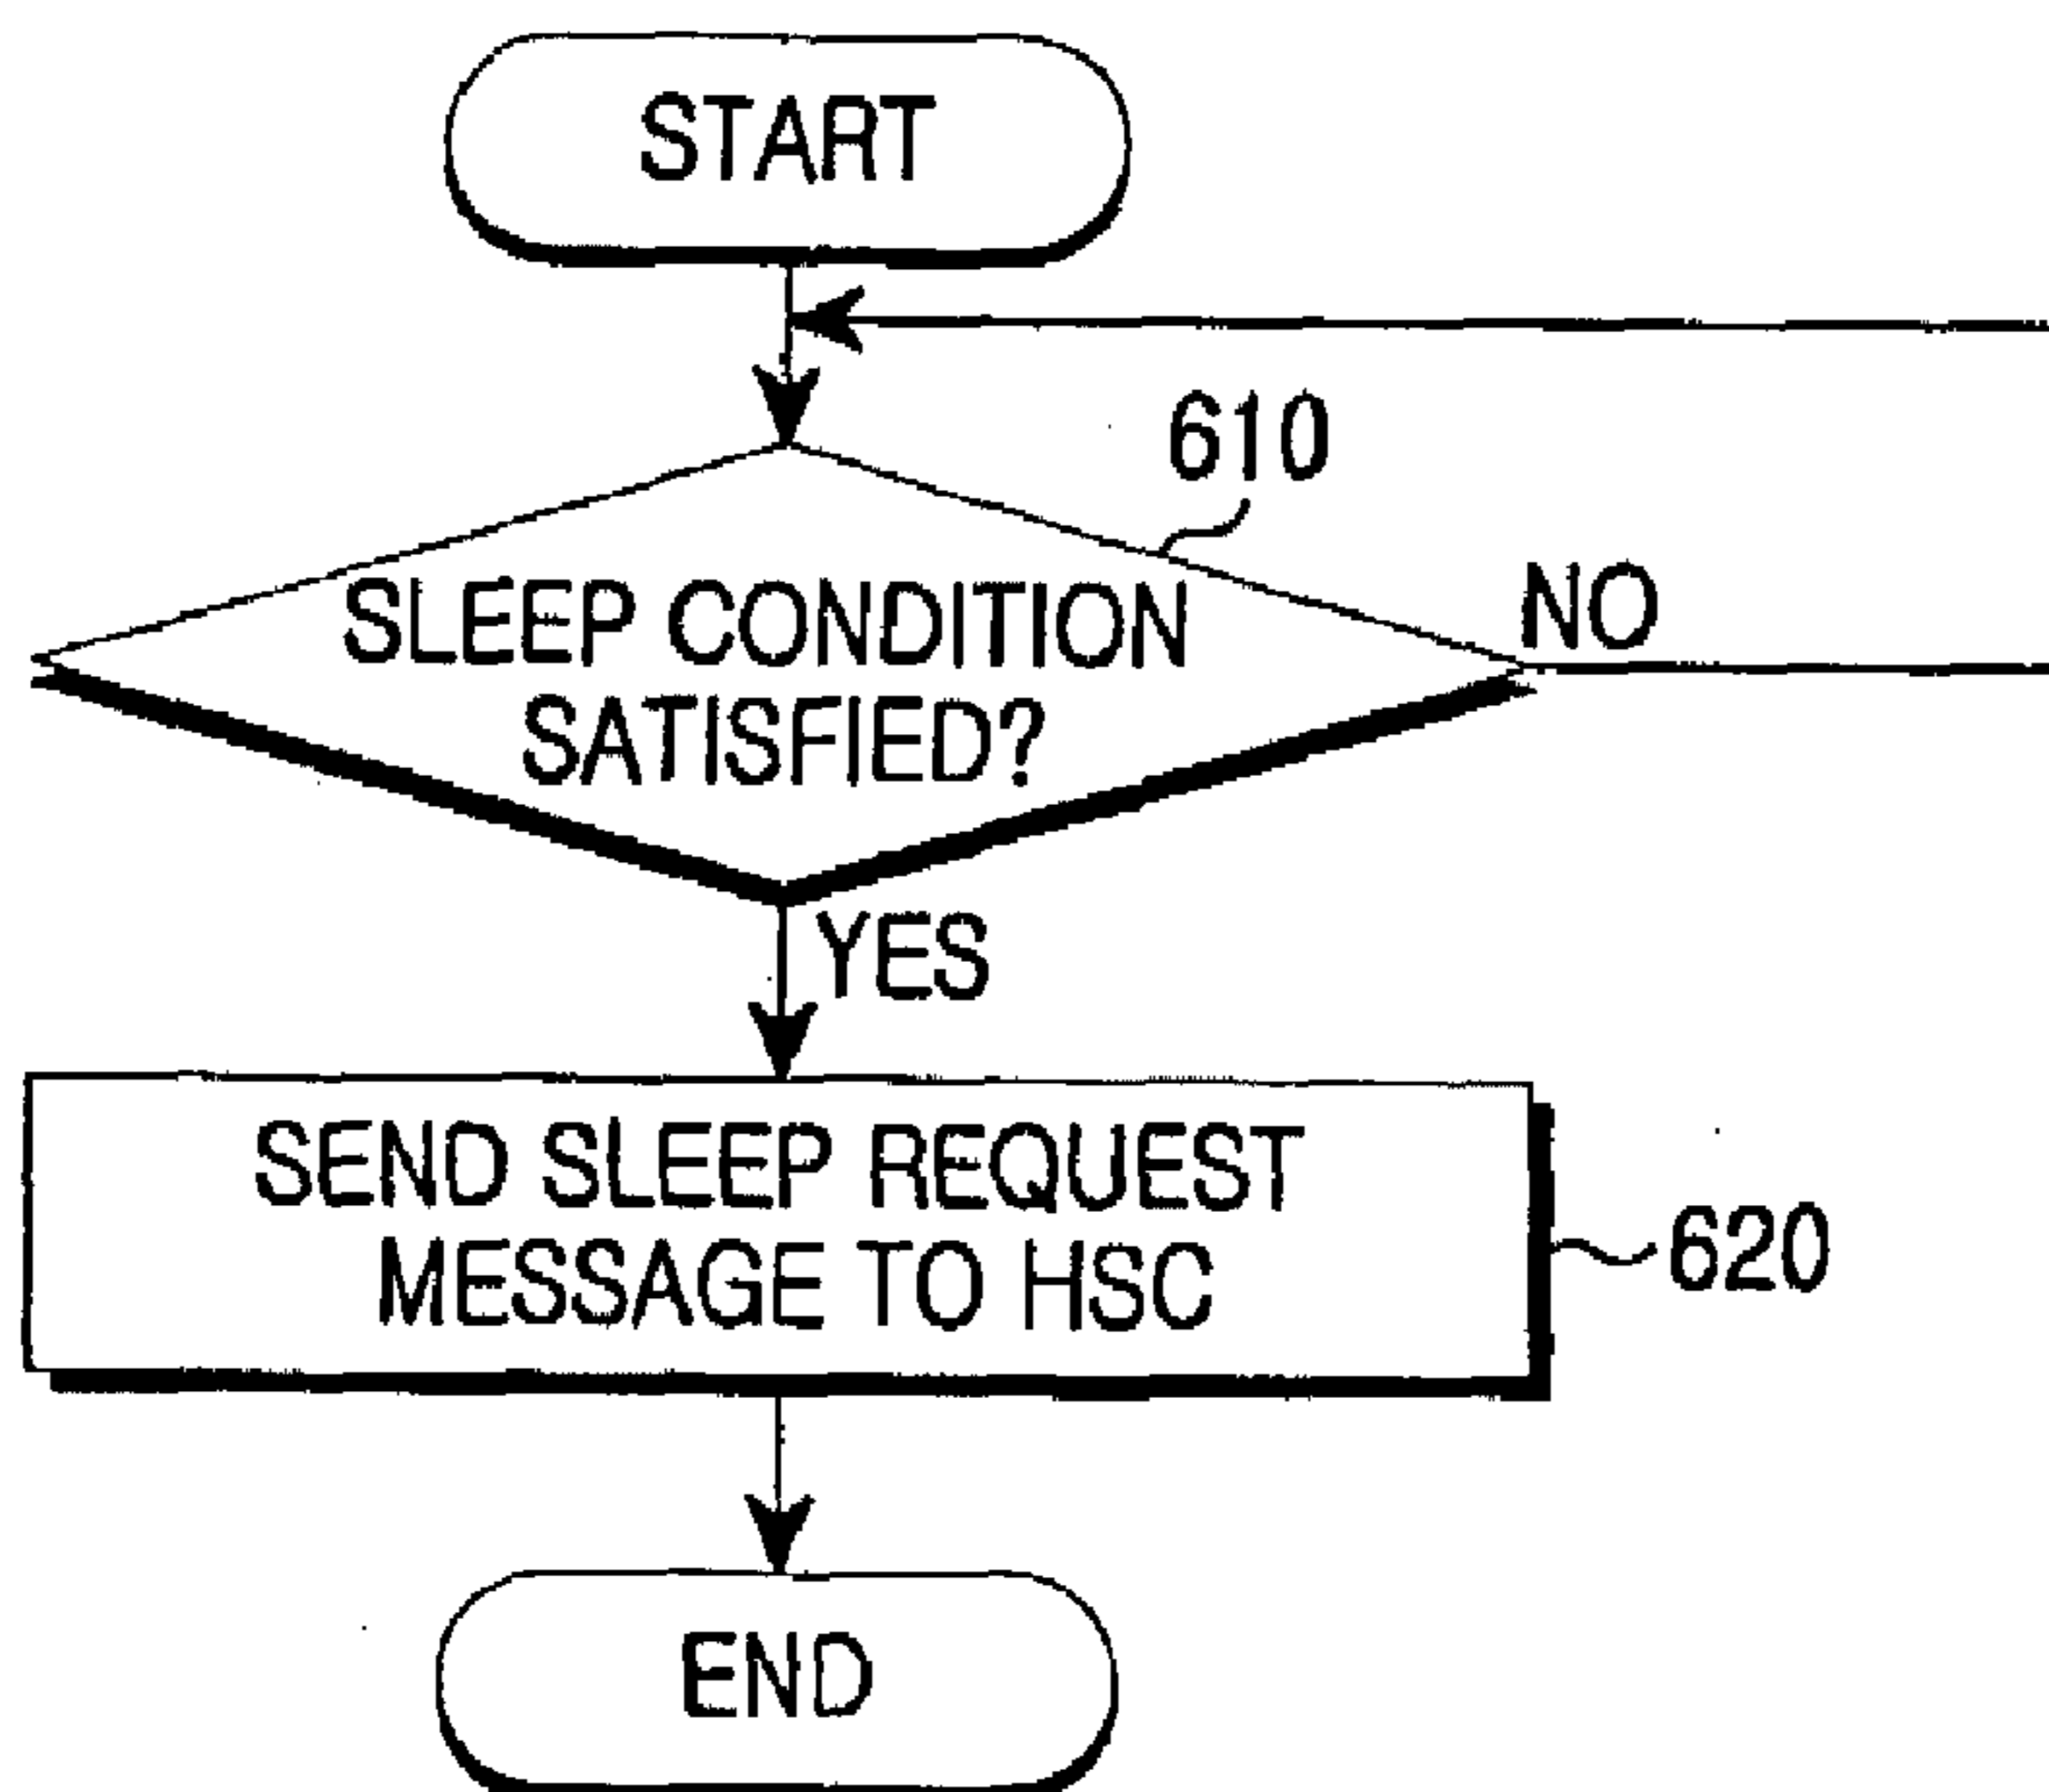 START
610
SLEEP CONDITION
SATISFIED?
NO
YES
SEND SLEEP REQUEST
MESSAGE TO HSC
620
END